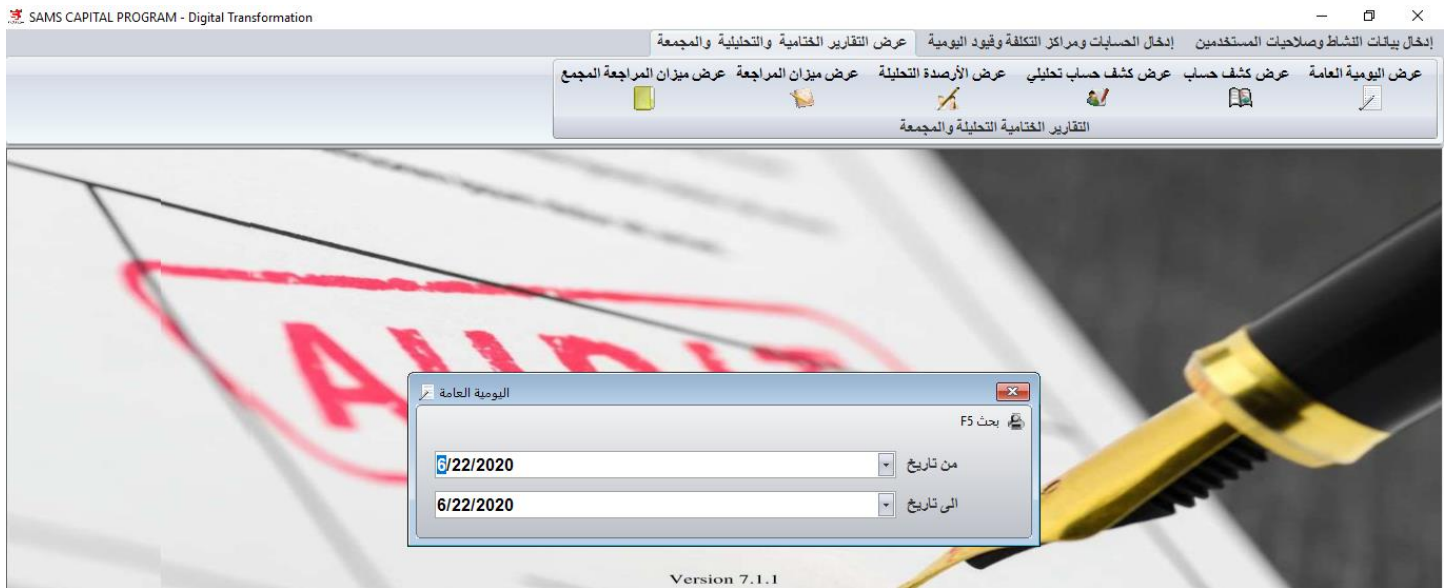 SAMS CAPITAL PROGRAM - Digital Transformation
إدخال بيانات النشاط وصلاحيات المستخدمين إدخال الحسابات ومراكز التكلفة وقيود اليومية عرض التقارير الختامية والتحليلية والمجمعة
عرض اليومية العامة عرض كشف حساب عرض كشف حساب تحليلي عرض الأرصدة التحليلة عرض ميزان المراجعة عرض ميزان المراجعة المجمع
التقارير الختامية التحليلة والمجمعة
AUDIT
اليومية العامة
بحث F5
من تاريخ 6/22/2020
الى تاريخ 6/22/2020
Version 7.1.1